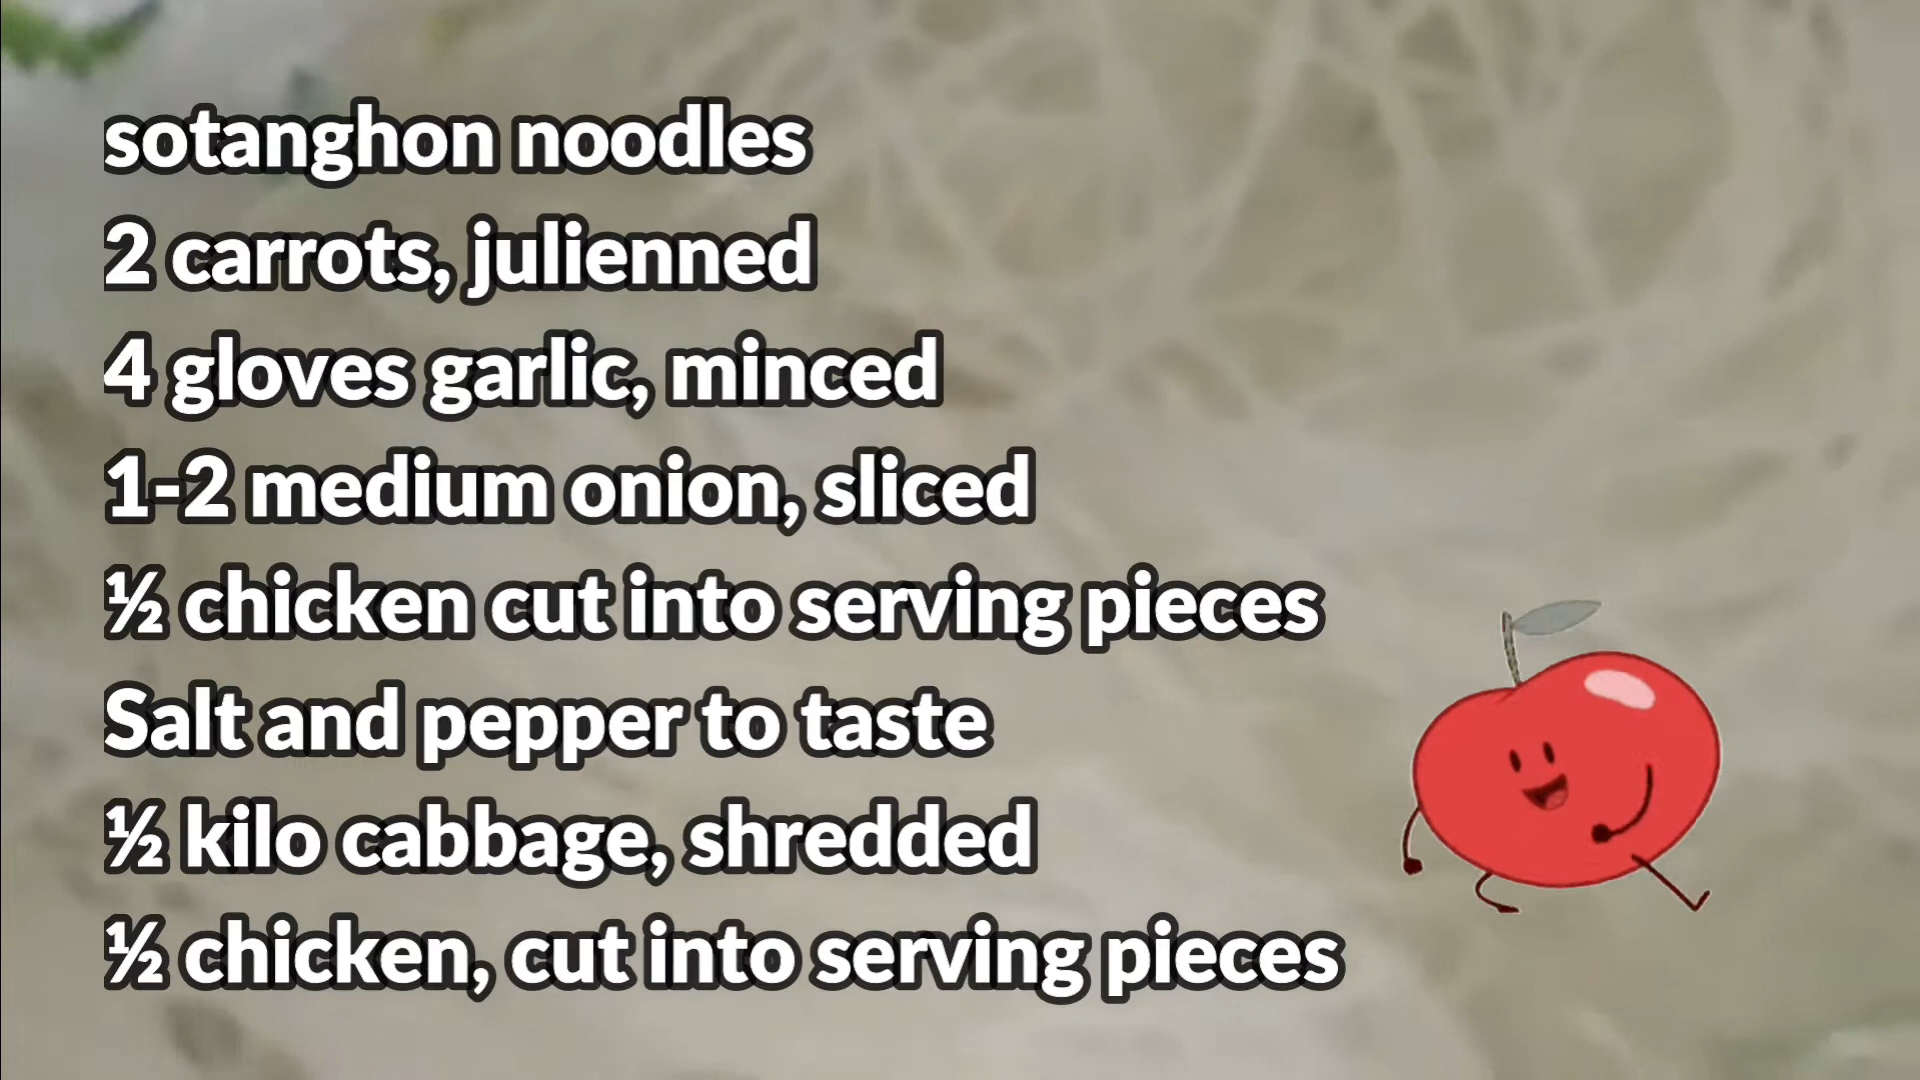 sotanghon noodles
2 carrots, julienned
4 gloves garlic, minced
1-2 medium onion, sliced
½ chicken cut into serving pieces
Salt and pepper to taste
½ kilo cabbage, shredded
½ chicken, cut into serving pieces